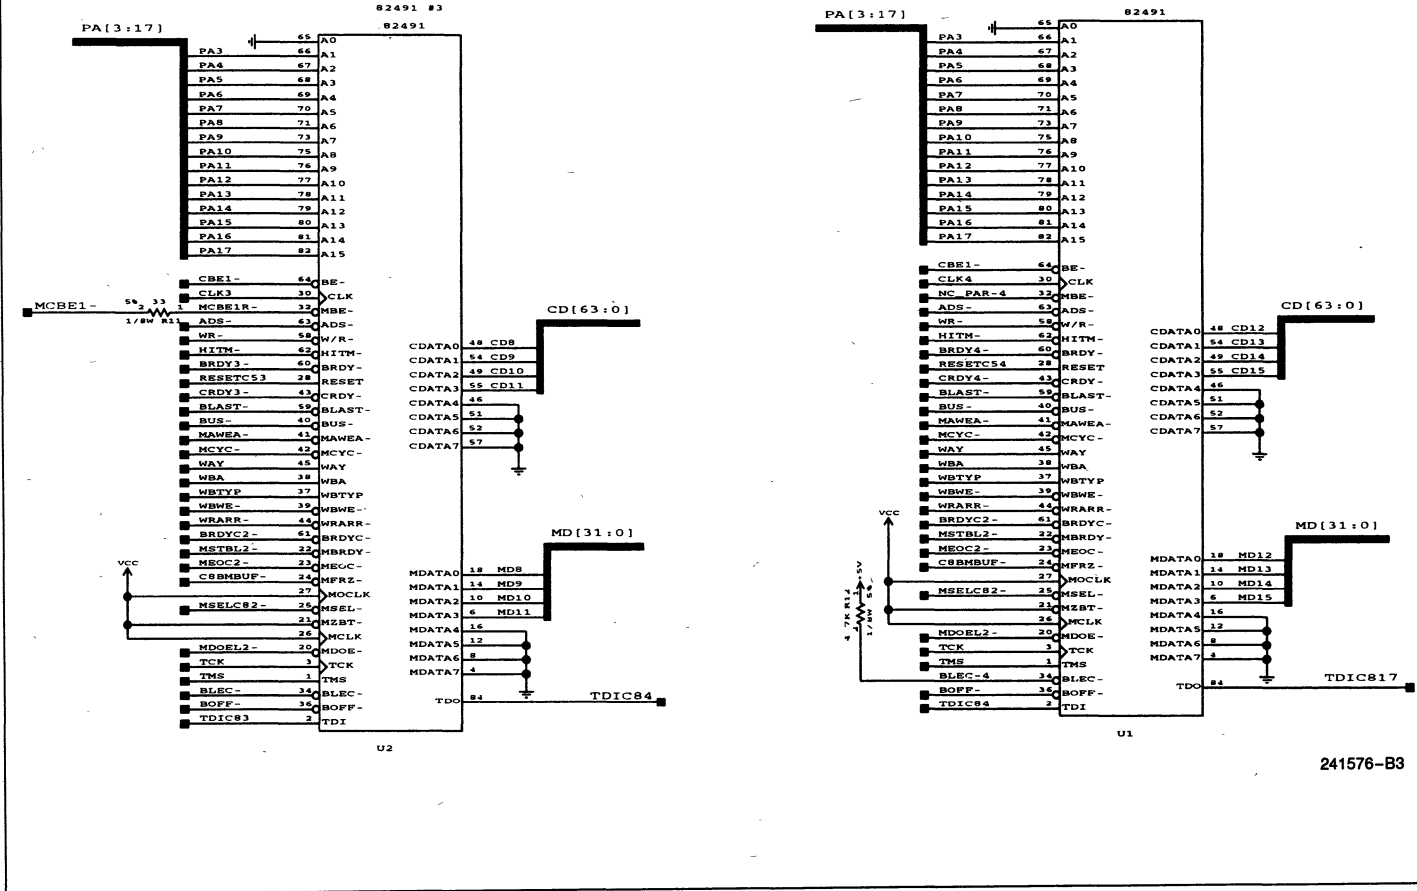 82491 #3
82491
PA[3:17]
65 A0
PA3 66 A1
PA4 67 A2
PA5 68 A3
PA6 69 A4
PA7 70 A5
PA8 71 A6
PA9 73 A7
PA10 75 A8
PA11 76 A9
PA12 77 A10
PA13 78 A11
PA14 79 A12
PA15 80 A13
PA16 81 A14
PA17 82 A15
CBE1- 64 BE-
CLK3 30 CLK
MCBE1- 5% 2 33 1 MCBE1R- 32 MBE-
1/8W R11
ADS- 63 ADS-
WR- 58 W/R-
HITM- 62 HITM-
BRDY3- 60 BRDY-
RESETC53 28 RESET
CRDY3- 43 CRDY-
BLAST- 59 BLAST-
BUS- 40 BUS-
MAWEA- 41 MAWEA-
MCYC- 42 MCYC-
WAY 45 WAY
WBA 38 WBA
WBTYP 37 WBTYP
WBWE- 39 WBWE-
WRARR- 44 WRARR-
BRDYC2- 61 BRDYC-
MSTBL2- 22 MBRDY-
MEOC2- 23 MEOC-
C8BMBUF- 24 MFRZ-
VCC
27 MOCLK
MSELC82- 25 MSEL-
21 MZBT-
26 MCLK
MDOEL2- 20 MDOE-
TCK 3 TCK
TMS 1 TMS
BLEC- 34 BLEC-
BOFF- 36 BOFF-
TDIC83 2 TDI
CD[63:0]
CDATA0 48 CD8
CDATA1 54 CD9
CDATA2 49 CD10
CDATA3 55 CD11
CDATA4 46
CDATA5 51
CDATA6 52
CDATA7 57
MD[31:0]
MDATA0 18 MD8
MDATA1 14 MD9
MDATA2 10 MD10
MDATA3 6 MD11
MDATA4 16
MDATA5 12
MDATA6 8
MDATA7 4
TDO 84 TDIC84
U2
82491
PA[3:17]
65 A0
PA3 66 A1
PA4 67 A2
PA5 68 A3
PA6 69 A4
PA7 70 A5
PA8 71 A6
PA9 73 A7
PA10 75 A8
PA11 76 A9
PA12 77 A10
PA13 78 A11
PA14 79 A12
PA15 80 A13
PA16 81 A14
PA17 82 A15
CBE1- 64 BE-
CLK4 30 CLK
NC_PAR-4 32 MBE-
ADS- 63 ADS-
WR- 58 W/R-
HITM- 62 HITM-
BRDY4- 60 BRDY-
RESETC54 28 RESET
CRDY4- 43 CRDY-
BLAST- 59 BLAST-
BUS- 40 BUS-
MAWEA- 41 MAWEA-
MCYC- 42 MCYC-
WAY 45 WAY
WBA 38 WBA
WBTYP 37 WBTYP
WBWE- 39 WBWE-
WRARR- 44 WRARR-
BRDYC2- 61 BRDYC-
MSTBL2- 22 MBRDY-
MEOC2- 23 MEOC-
C8BMBUF- 24 MFRZ-
VCC
27 MOCLK
MSELC82- 25 MSEL-
21 MZBT-
26 MCLK
MDOEL2- 20 MDOE-
TCK 3 TCK
TMS 1 TMS
BLEC-4 34 BLEC-
BOFF- 36 BOFF-
TDIC84 2 TDI
+5V
4.7K R12
1/8W 5%
CD[63:0]
CDATA0 48 CD12
CDATA1 54 CD13
CDATA2 49 CD14
CDATA3 55 CD15
CDATA4 46
CDATA5 51
CDATA6 52
CDATA7 57
MD[31:0]
MDATA0 18 MD12
MDATA1 14 MD13
MDATA2 10 MD14
MDATA3 6 MD15
MDATA4 16
MDATA5 12
MDATA6 8
MDATA7 4
TDO 84 TDIC817
U1
241576-B3